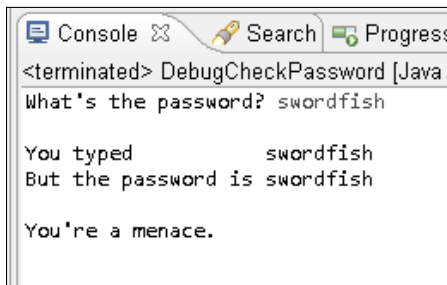 Console Search Progress
<terminated> DebugCheckPassword [Java
What's the password? swordfish
You typed swordfish
But the password is swordfish
You're a menace.